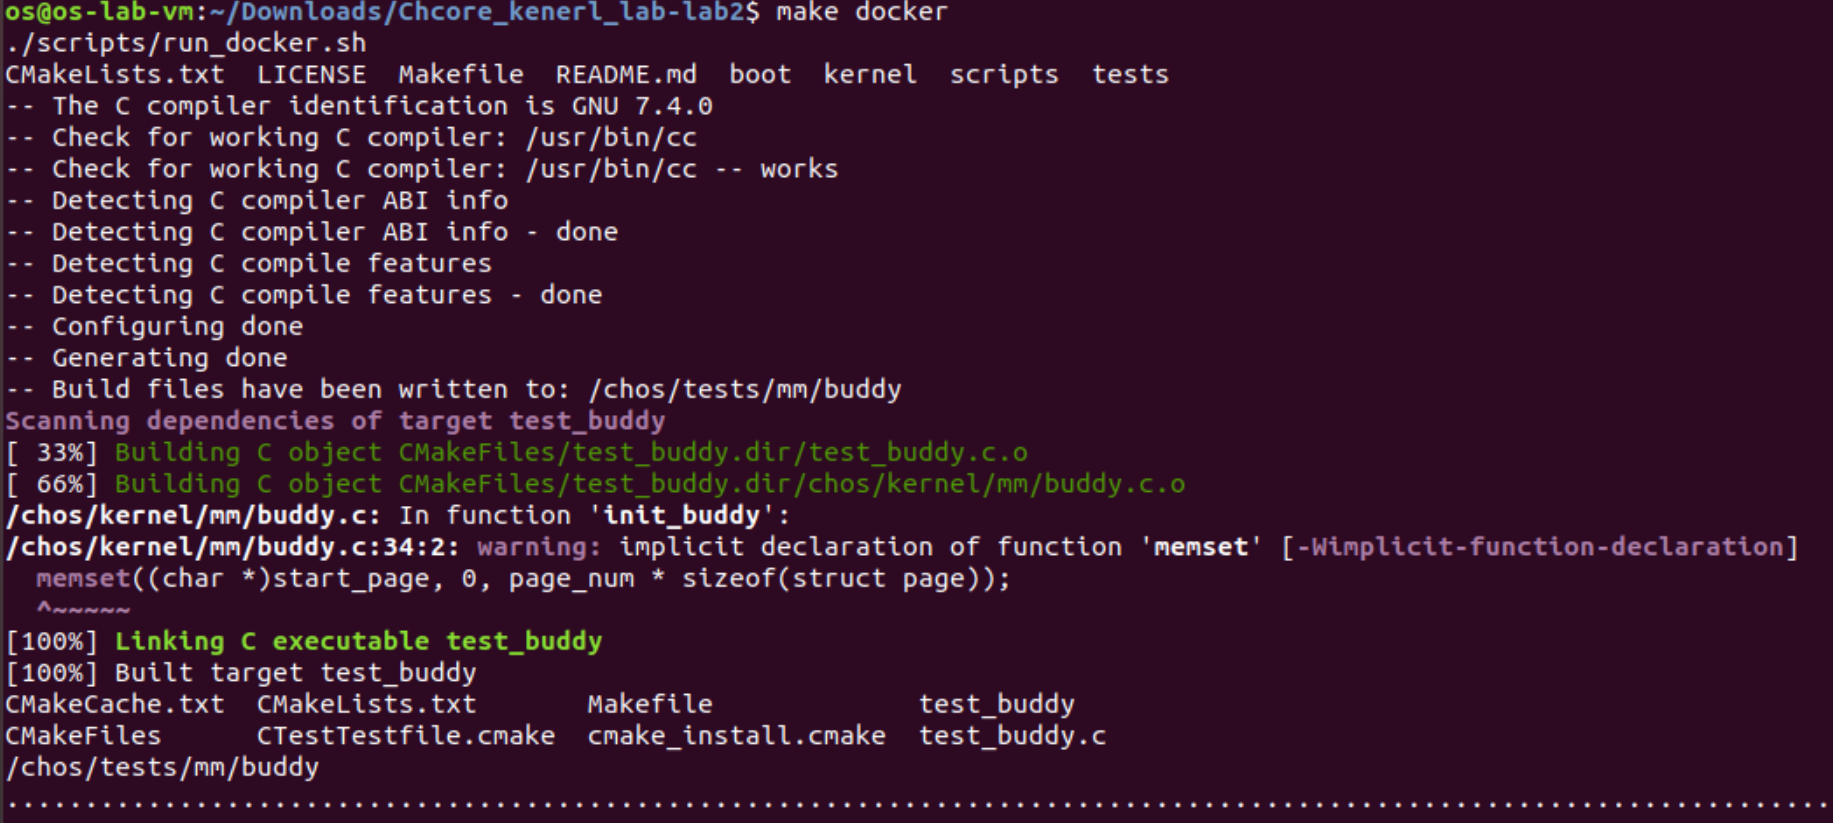 os@os-lab-vm:~/Downloads/Chcore_kenerl_lab-lab2$ make docker
./scripts/run_docker.sh
CMakeLists.txt  LICENSE  Makefile  README.md  boot  kernel  scripts  tests
-- The C compiler identification is GNU 7.4.0
-- Check for working C compiler: /usr/bin/cc
-- Check for working C compiler: /usr/bin/cc -- works
-- Detecting C compiler ABI info
-- Detecting C compiler ABI info - done
-- Detecting C compile features
-- Detecting C compile features - done
-- Configuring done
-- Generating done
-- Build files have been written to: /chos/tests/mm/buddy
Scanning dependencies of target test_buddy
[ 33%] Building C object CMakeFiles/test_buddy.dir/test_buddy.c.o
[ 66%] Building C object CMakeFiles/test_buddy.dir/chos/kernel/mm/buddy.c.o
/chos/kernel/mm/buddy.c: In function 'init_buddy':
/chos/kernel/mm/buddy.c:34:2: warning: implicit declaration of function 'memset' [-Wimplicit-function-declaration]
  memset((char *)start_page, 0, page_num * sizeof(struct page));
  ^~~~~~
[100%] Linking C executable test_buddy
[100%] Built target test_buddy
CMakeCache.txt  CMakeLists.txt       Makefile             test_buddy
CMakeFiles      CTestTestfile.cmake  cmake_install.cmake  test_buddy.c
/chos/tests/mm/buddy
....................................................................................................................